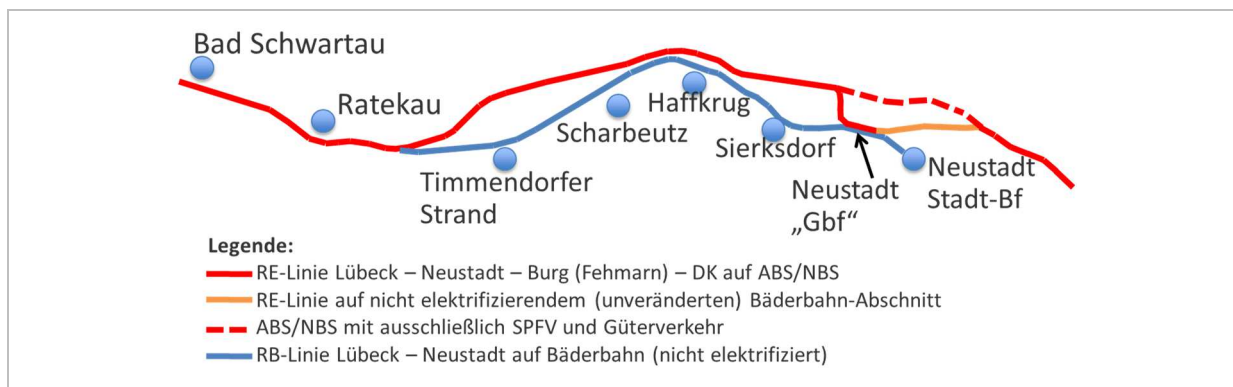 Bad Schwartau
Ratekau
Haffkrug
Scharbeutz
Sierksdorf
Timmendorfer
Strand
Neustadt
„Gbf“
Neustadt
Stadt-Bf
Legende:
RE-Linie Lübeck – Neustadt – Burg (Fehmarn) – DK auf ABS/NBS
RE-Linie auf nicht elektrifizierendem (unveränderten) Bäderbahn-Abschnitt
ABS/NBS mit ausschließlich SPFV und Güterverkehr
RB-Linie Lübeck – Neustadt auf Bäderbahn (nicht elektrifiziert)